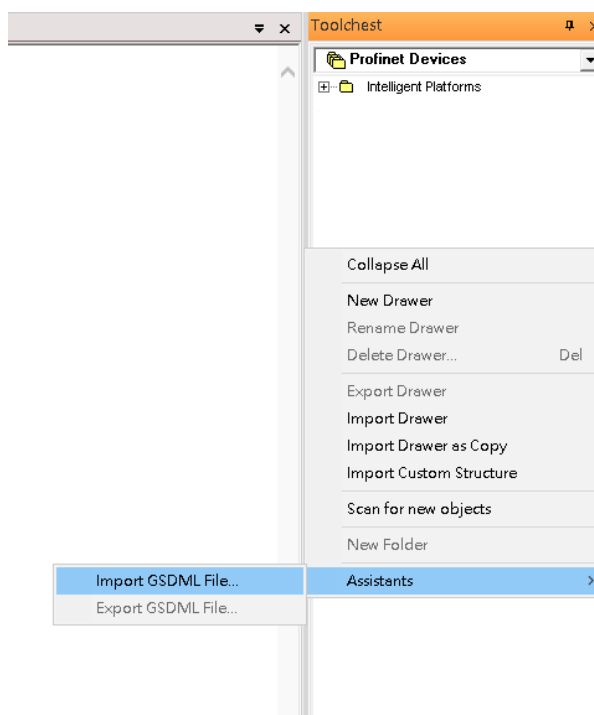 Toolchest
Profinet Devices
Intelligent Platforms
Collapse All
New Drawer
Rename Drawer
Delete Drawer... Del
Export Drawer
Import Drawer
Import Drawer as Copy
Import Custom Structure
Scan for new objects
New Folder
Import GSDML File... Assistants
Export GSDML File...